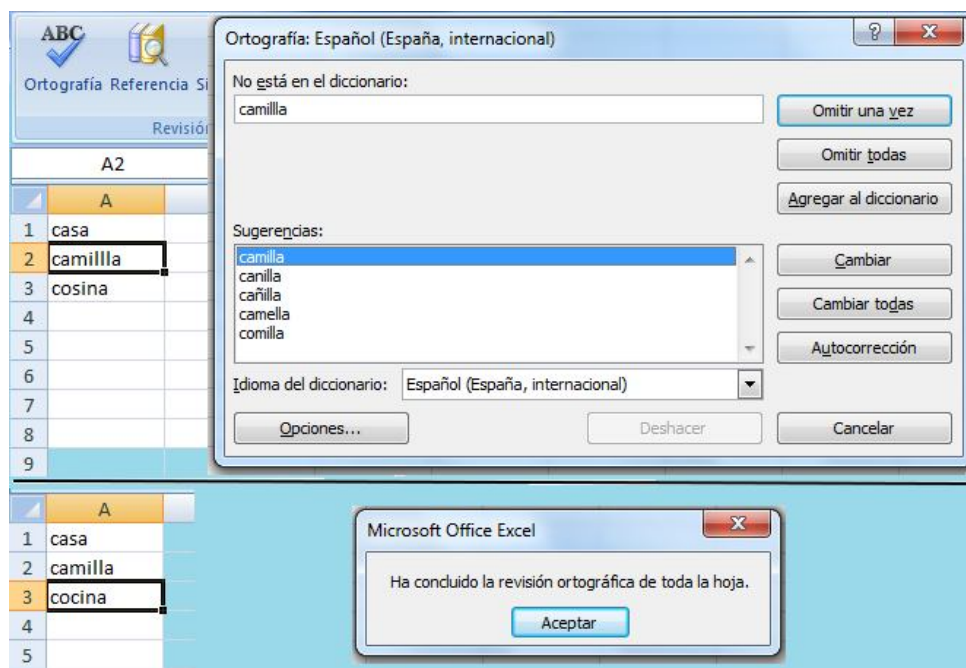 ABC
Ortografía Referencia Si
Revisión
A2
A
1 casa
2 camillla
3 cosina
4
5
6
7
8
9
Ortografía: Español (España, internacional)
No está en el diccionario:
camillla
Omitir una vez
Omitir todas
Agregar al diccionario
Sugerencias:
camilla
canilla
cañilla
camella
comilla
Cambiar
Cambiar todas
Autocorrección
Idioma del diccionario: Español (España, internacional)
Opciones... Deshacer Cancelar
A
1 casa
2 camilla
3 cocina
4
5
Microsoft Office Excel
Ha concluido la revisión ortográfica de toda la hoja.
Aceptar